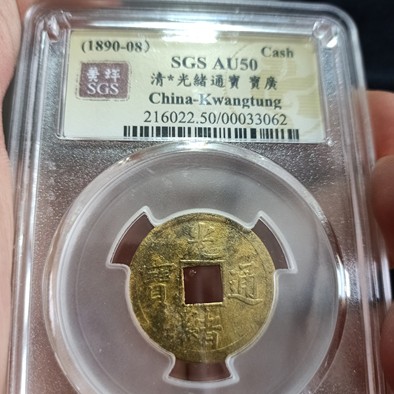 (1890-08) Cash
SGS AU50
SGS
清*光緒通寶 寶廣
China-Kwangtung
216022.50/00033062
光
寶 通
緒